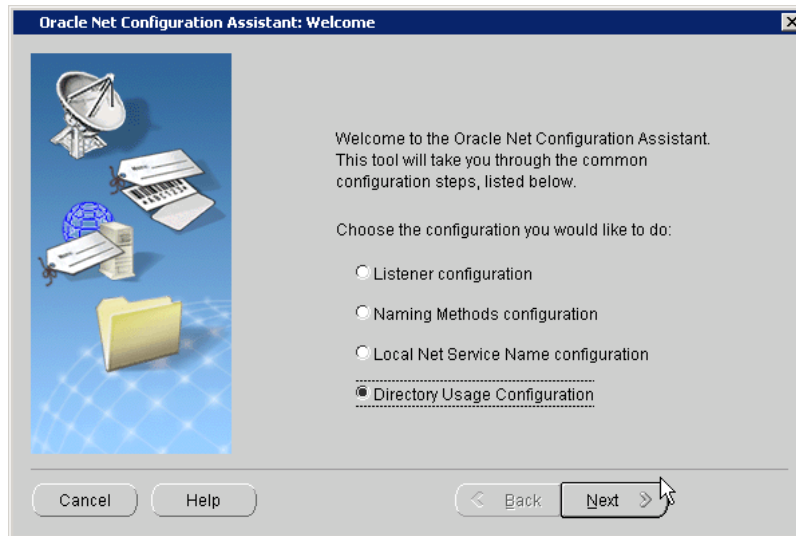 Oracle Net Configuration Assistant: Welcome
Welcome to the Oracle Net Configuration Assistant.
This tool will take you through the common
configuration steps, listed below.
Choose the configuration you would like to do:
Listener configuration
Naming Methods configuration
Local Net Service Name configuration
Directory Usage Configuration
Cancel
Help
Back
Next